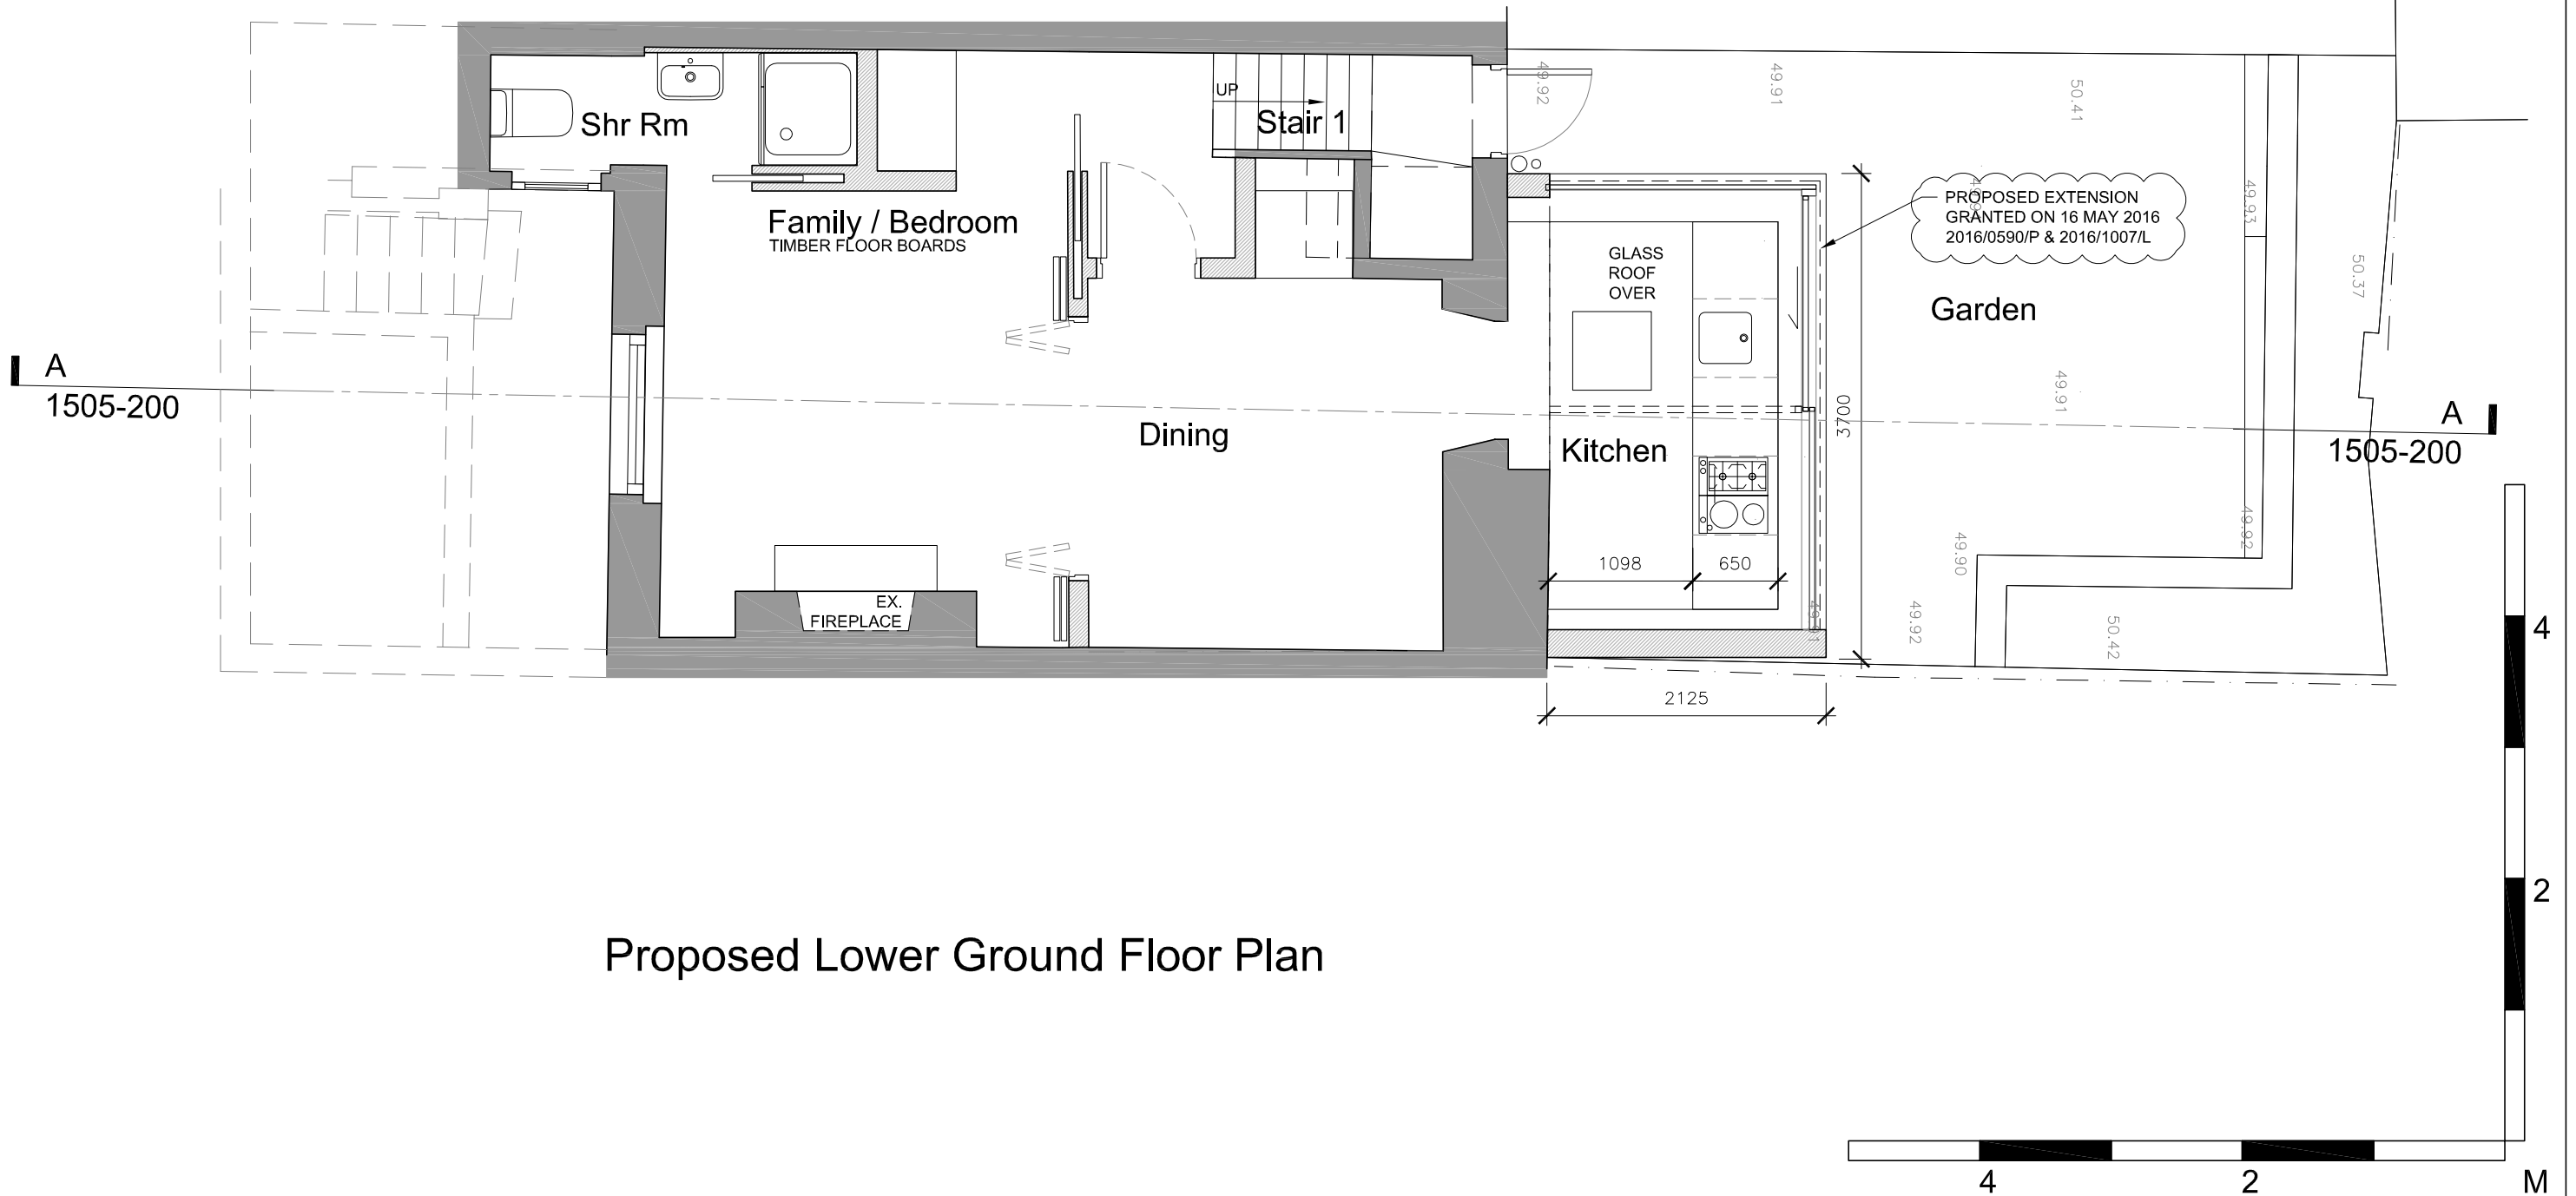 Shr Rm
UP
Stair 1
49.92
49.91
50.41
Family / Bedroom
TIMBER FLOOR BOARDS
GLASS
ROOF
OVER
PROPOSED EXTENSION
GRANTED ON 16 MAY 2016
2016/0590/P & 2016/1007/L
49.93
50.37
Garden
A
1505-200
Dining
Kitchen
3700
49.91
A
1505-200
1098
650
49.90
49.92
EX.
FIREPLACE
49.91
49.92
50.42
2125
4
2
Proposed Lower Ground Floor Plan
4
2
M